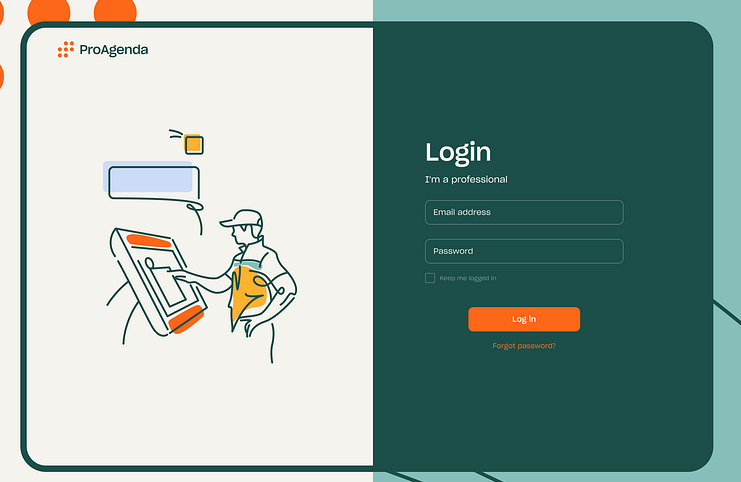 ProAgenda
Login
I'm a professional
Email address
Password
Keep me logged in
Log in
Forgot password?